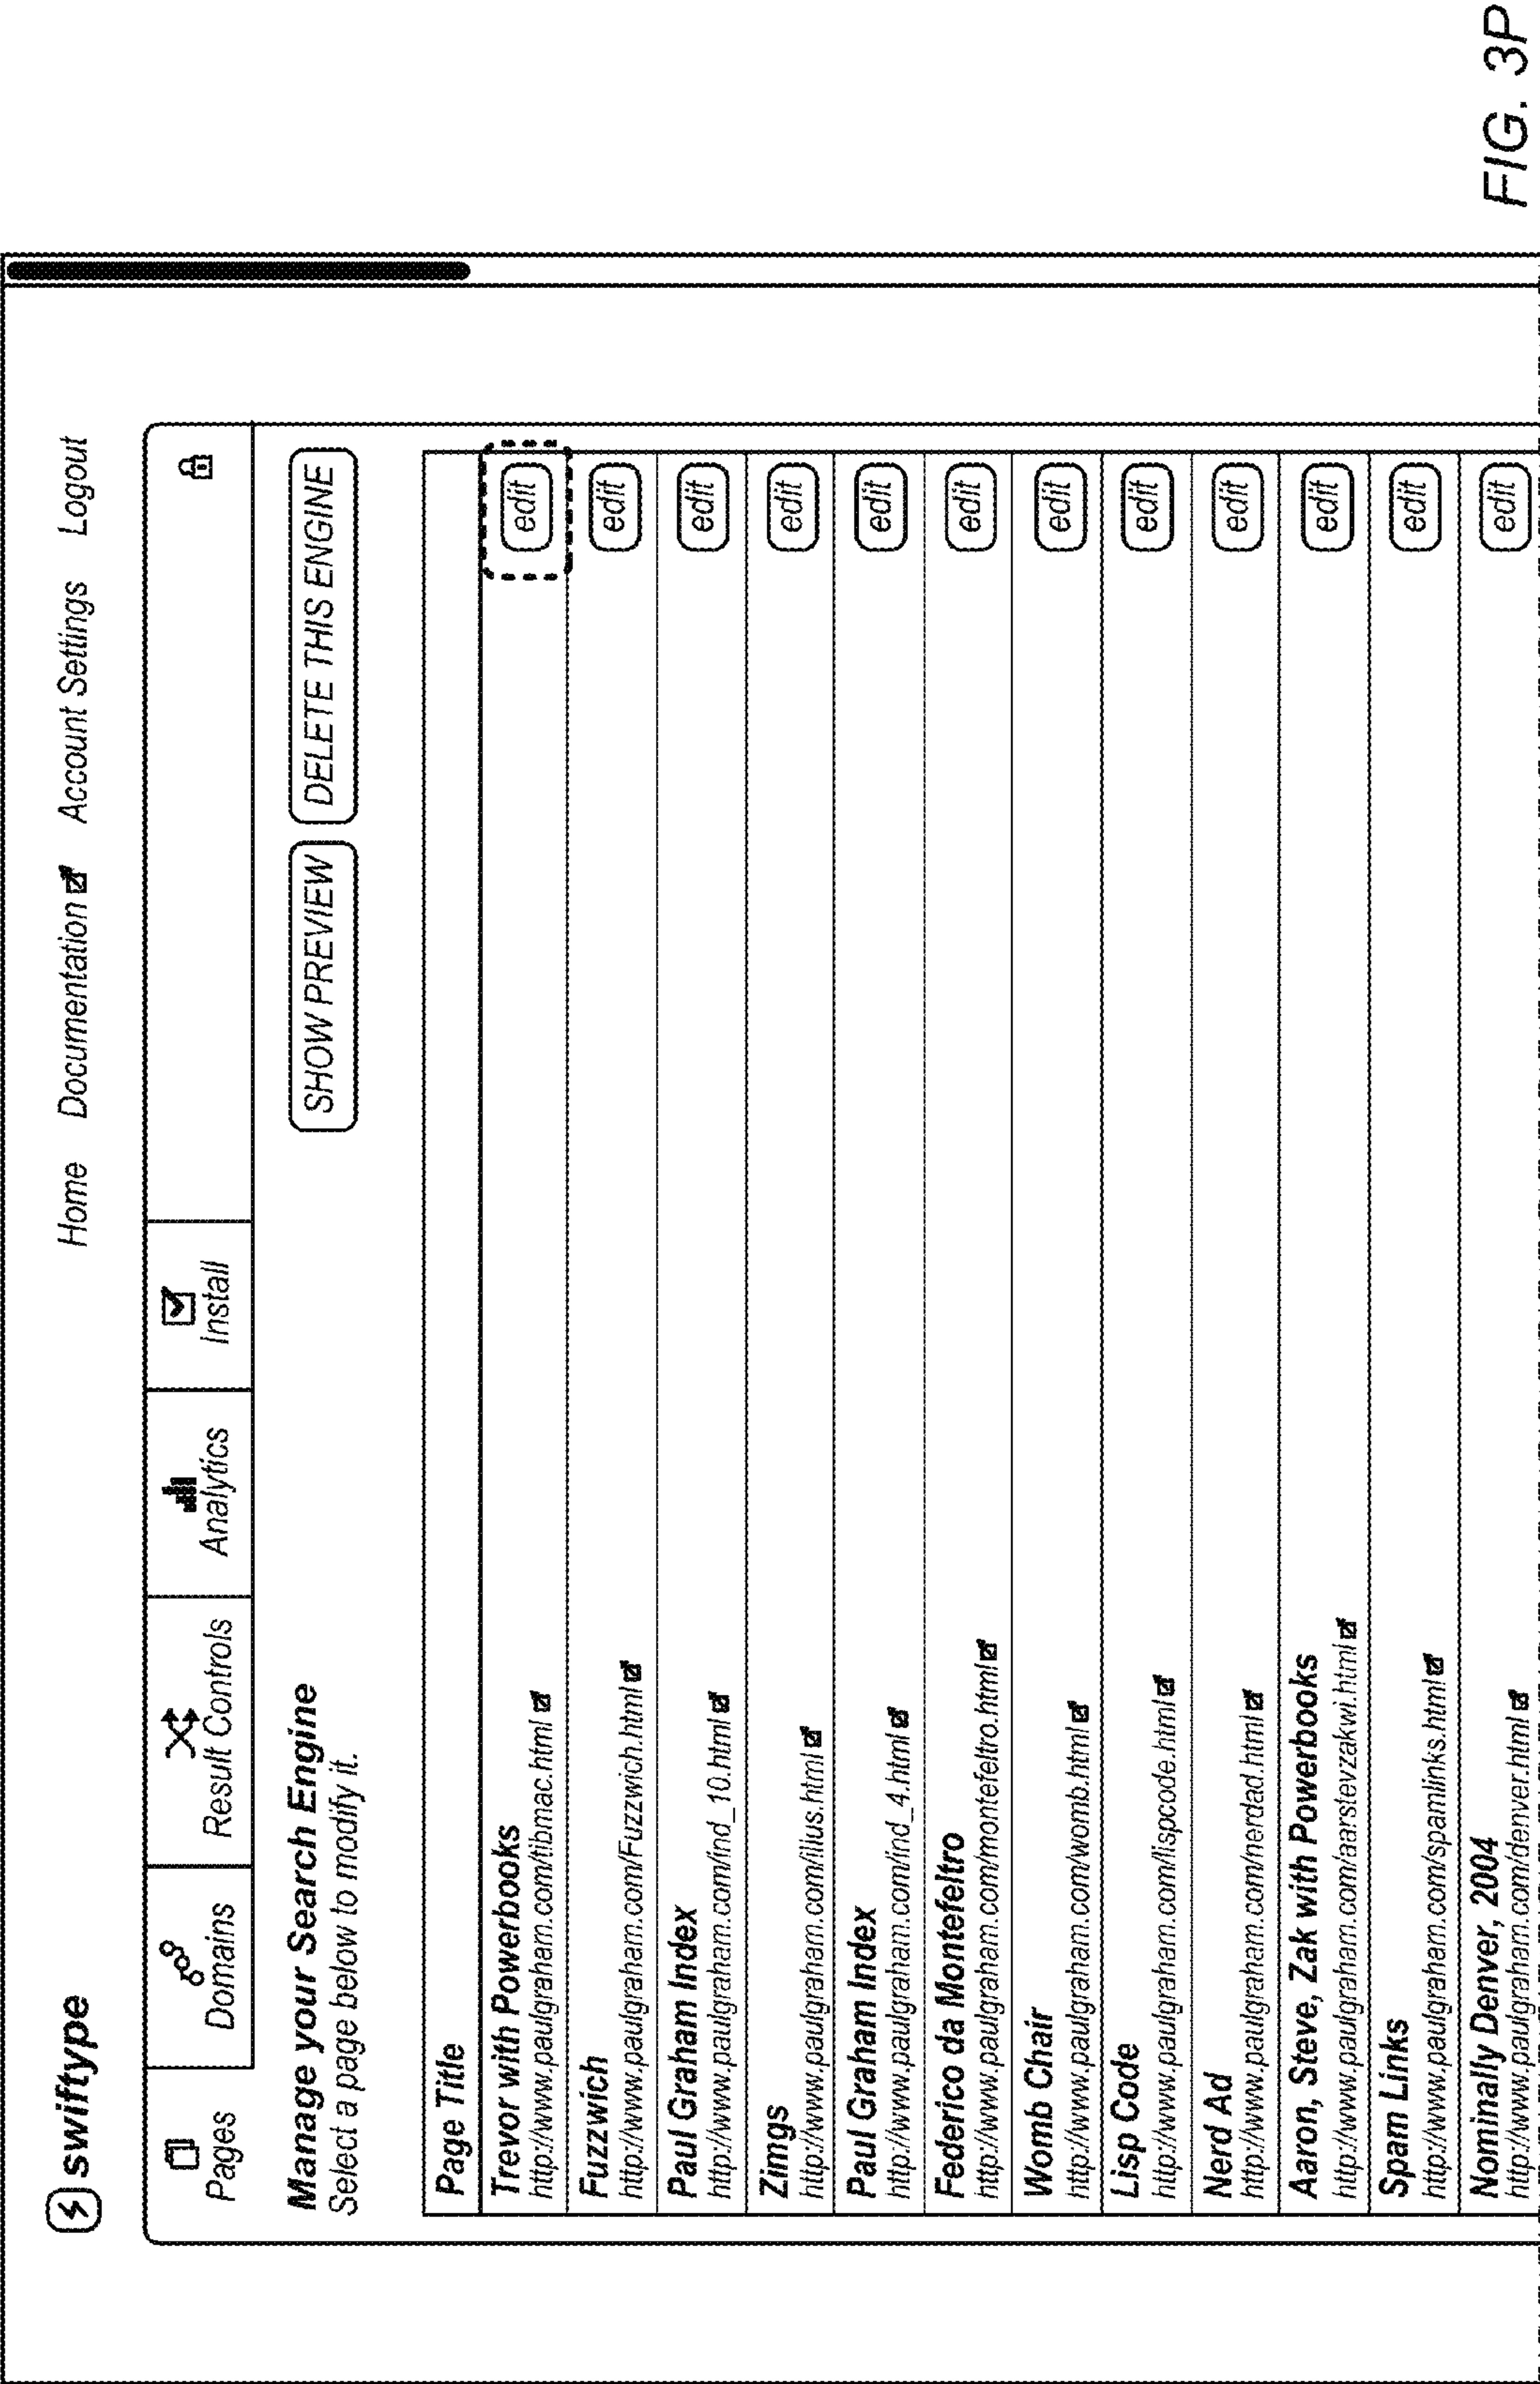 swiftype
Home Documentation Account Settings Logout
Pages Domains Result Controls Analytics Install
Manage your Search Engine
Select a page below to modify it.
SHOW PREVIEW DELETE THIS ENGINE
Page Title
Trevor with Powerbooks
http://www.paulgraham.com/tlbmac.html edit
Fuzzwich
http://www.paulgraham.com/Fuzzwich.html edit
Paul Graham Index
http://www.paulgraham.com/ind_10.html edit
Zimgs
http://www.paulgraham.com/illus.html edit
Paul Graham Index
http://www.paulgraham.com/ind_4.html edit
Federico da Montefeltro
http://www.paulgraham.com/montefeltro.html edit
Womb Chair
http://www.paulgraham.com/womb.html edit
Lisp Code
http://www.paulgraham.com/lispcode.html edit
Nerd Ad
http://www.paulgraham.com/nerdad.html edit
Aaron, Steve, Zak with Powerbooks
http://www.paulgraham.com/aarstevzakwi.html edit
Spam Links
http://www.paulgraham.com/spamlinks.html edit
Nominally Denver, 2004
http://www.paulgraham.com/denver.html edit
FIG. 3P